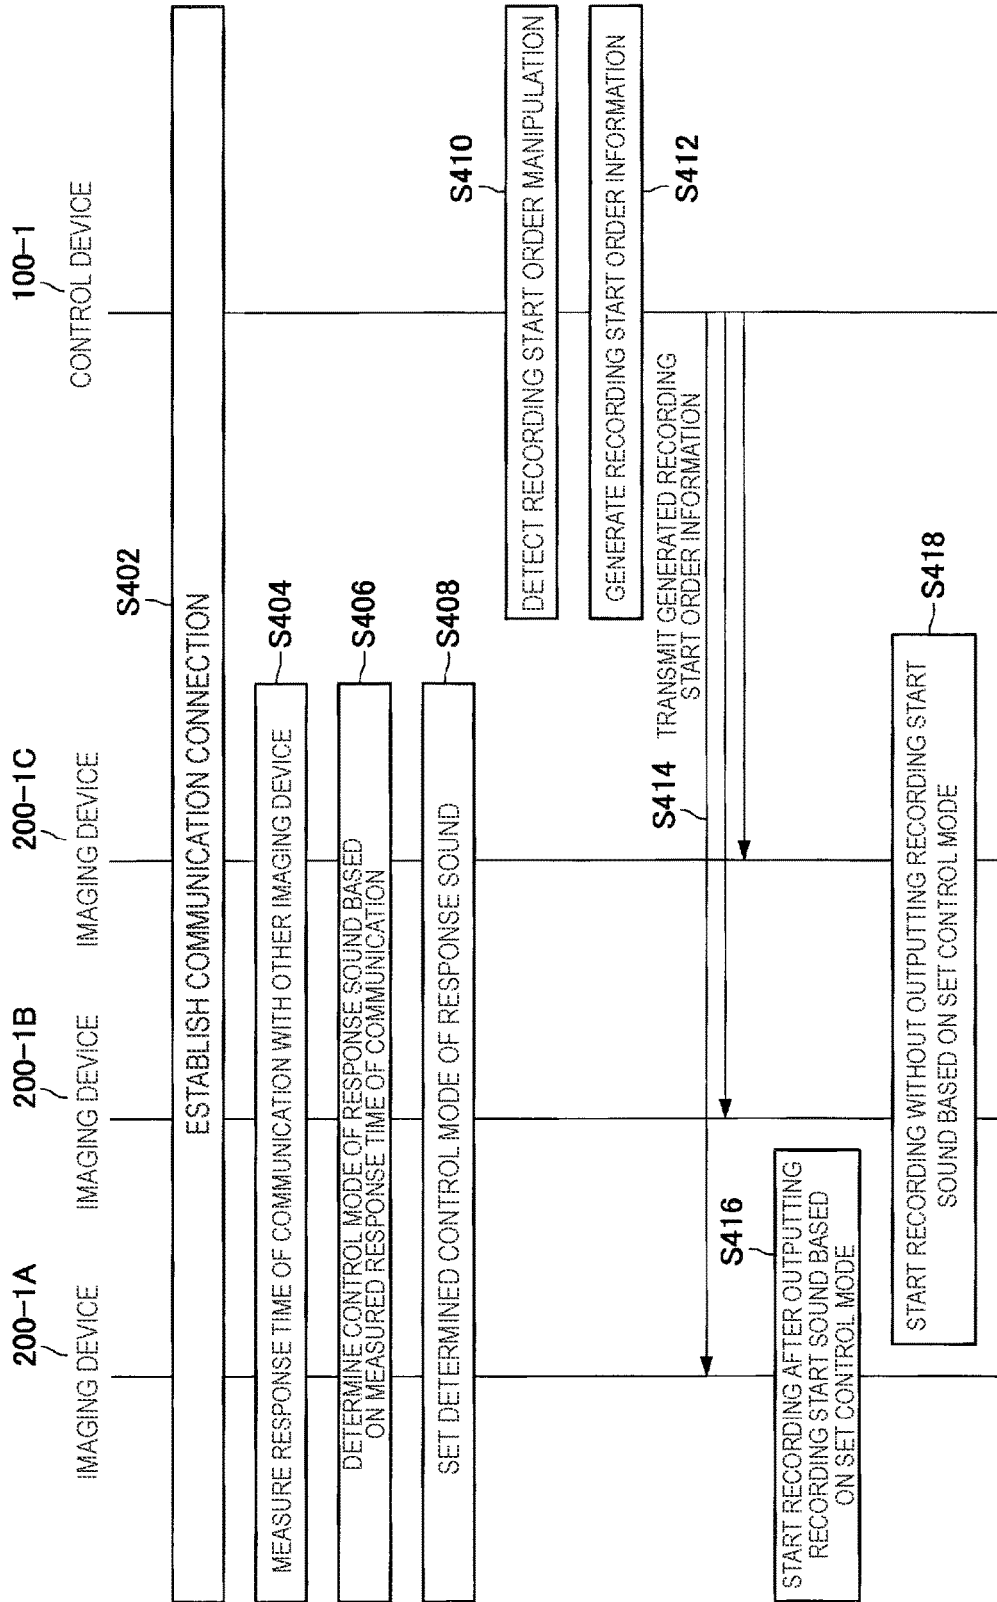 200-1A
IMAGING DEVICE
200-1B
IMAGING DEVICE
200-1C
IMAGING DEVICE
100-1
CONTROL DEVICE
S402
ESTABLISH COMMUNICATION CONNECTION
S404
MEASURE RESPONSE TIME OF COMMUNICATION WITH OTHER IMAGING DEVICE
S406
DETERMINE CONTROL MODE OF RESPONSE SOUND BASED
ON MEASURED RESPONSE TIME OF COMMUNICATION
S408
SET DETERMINED CONTROL MODE OF RESPONSE SOUND
S410
DETECT RECORDING START ORDER MANIPULATION
S412
GENERATE RECORDING START ORDER INFORMATION
S414
TRANSMIT GENERATED RECORDING
START ORDER INFORMATION
S416
START RECORDING AFTER OUTPUTTING
RECORDING START SOUND BASED
ON SET CONTROL MODE
S418
START RECORDING WITHOUT OUTPUTTING RECORDING START
SOUND BASED ON SET CONTROL MODE